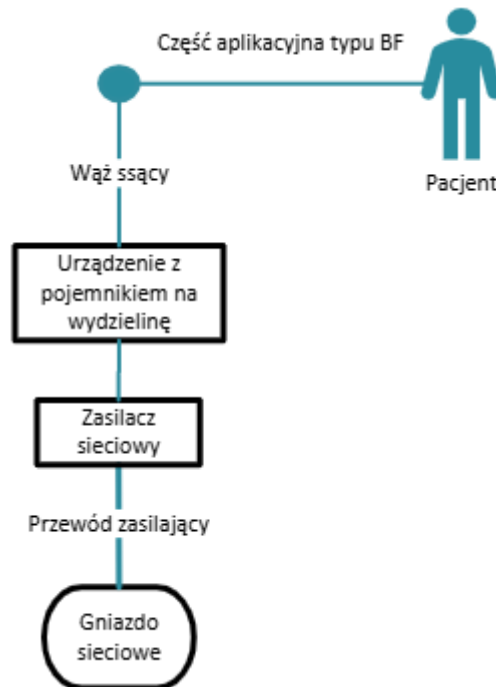 Część aplikacyjna typu BF
Pacjent
Wąż ssący
Urządzenie z
pojemnikiem na
wydzielinę
Zasilacz
sieciowy
Przewód zasilający
Gniazdo
sieciowe